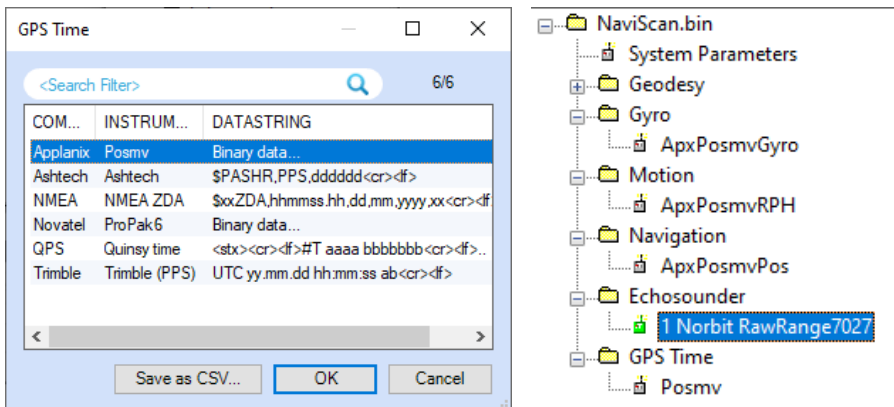 GPS Time
<Search Filter>
6/6
COM... INSTRUM... DATASTRING
Applanix Posmv Binary data...
Ashtech Ashtech $PASHR,PPS,dddddd<cr><lf>
NMEA NMEA ZDA $xxZDA,hhmmss.hh,dd,mm,yyyy,xx<cr><lf
Novatel ProPak6 Binary data...
QPS Quinsy time <stx><cr><lf>#T aaaa bbbbbbb<cr><lf>..
Trimble Trimble (PPS) UTC yy.mm.dd hh:mm:ss ab<cr><lf>
Save as CSV...
OK
Cancel
NaviScan.bin
System Parameters
Geodesy
Gyro
ApxPosmvGyro
Motion
ApxPosmvRPH
Navigation
ApxPosmvPos
Echosounder
1 Norbit RawRange7027
GPS Time
Posmv